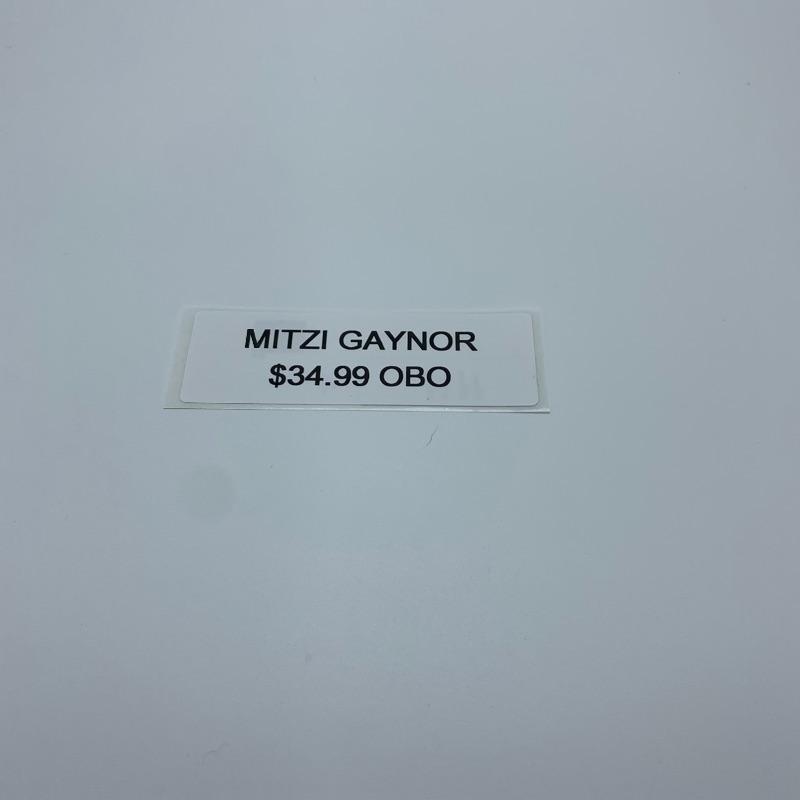 MITZI GAYNOR
$34.99 OBO